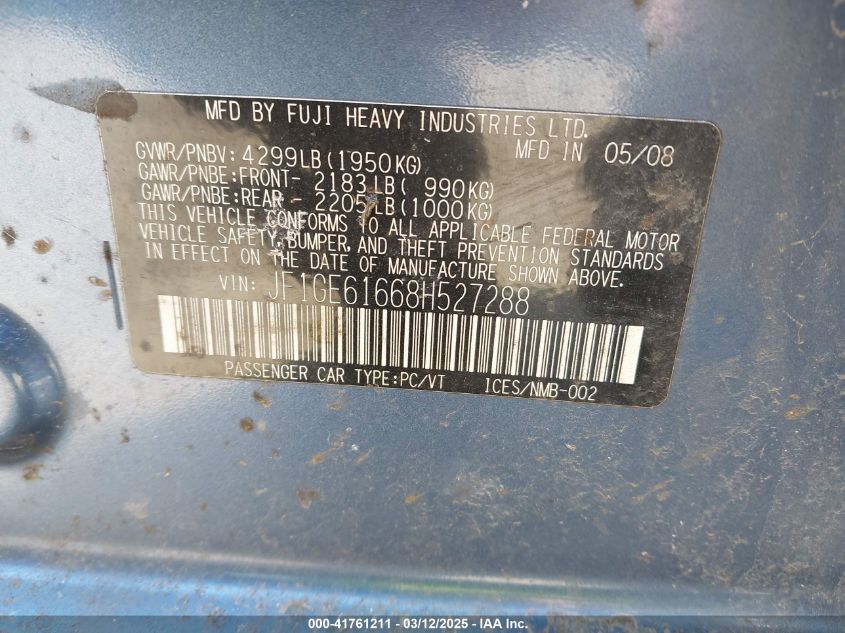 MFD BY FUJI HEAVY INDUSTRIES LTD.
MFD IN 05/08
GVWR/PNBV: 4299LB(1950KG)
GAWR/PNBE:FRONT- 2183LB( 990KG)
GAWR/PNBE:REAR - 2205LB(1000KG)
THIS VEHICLE CONFORMS TO ALL APPLICABLE FEDERAL MOTOR
VEHICLE SAFETY, BUMPER, AND THEFT PREVENTION STANDARDS
IN EFFECT ON THE DATE OF MANUFACTURE SHOWN ABOVE.
VIN: JF1GE61668H527288
PASSENGER CAR TYPE:PC/VT ICES/NMB-002
000-41761211 - 03/12/2025 - IAA Inc.